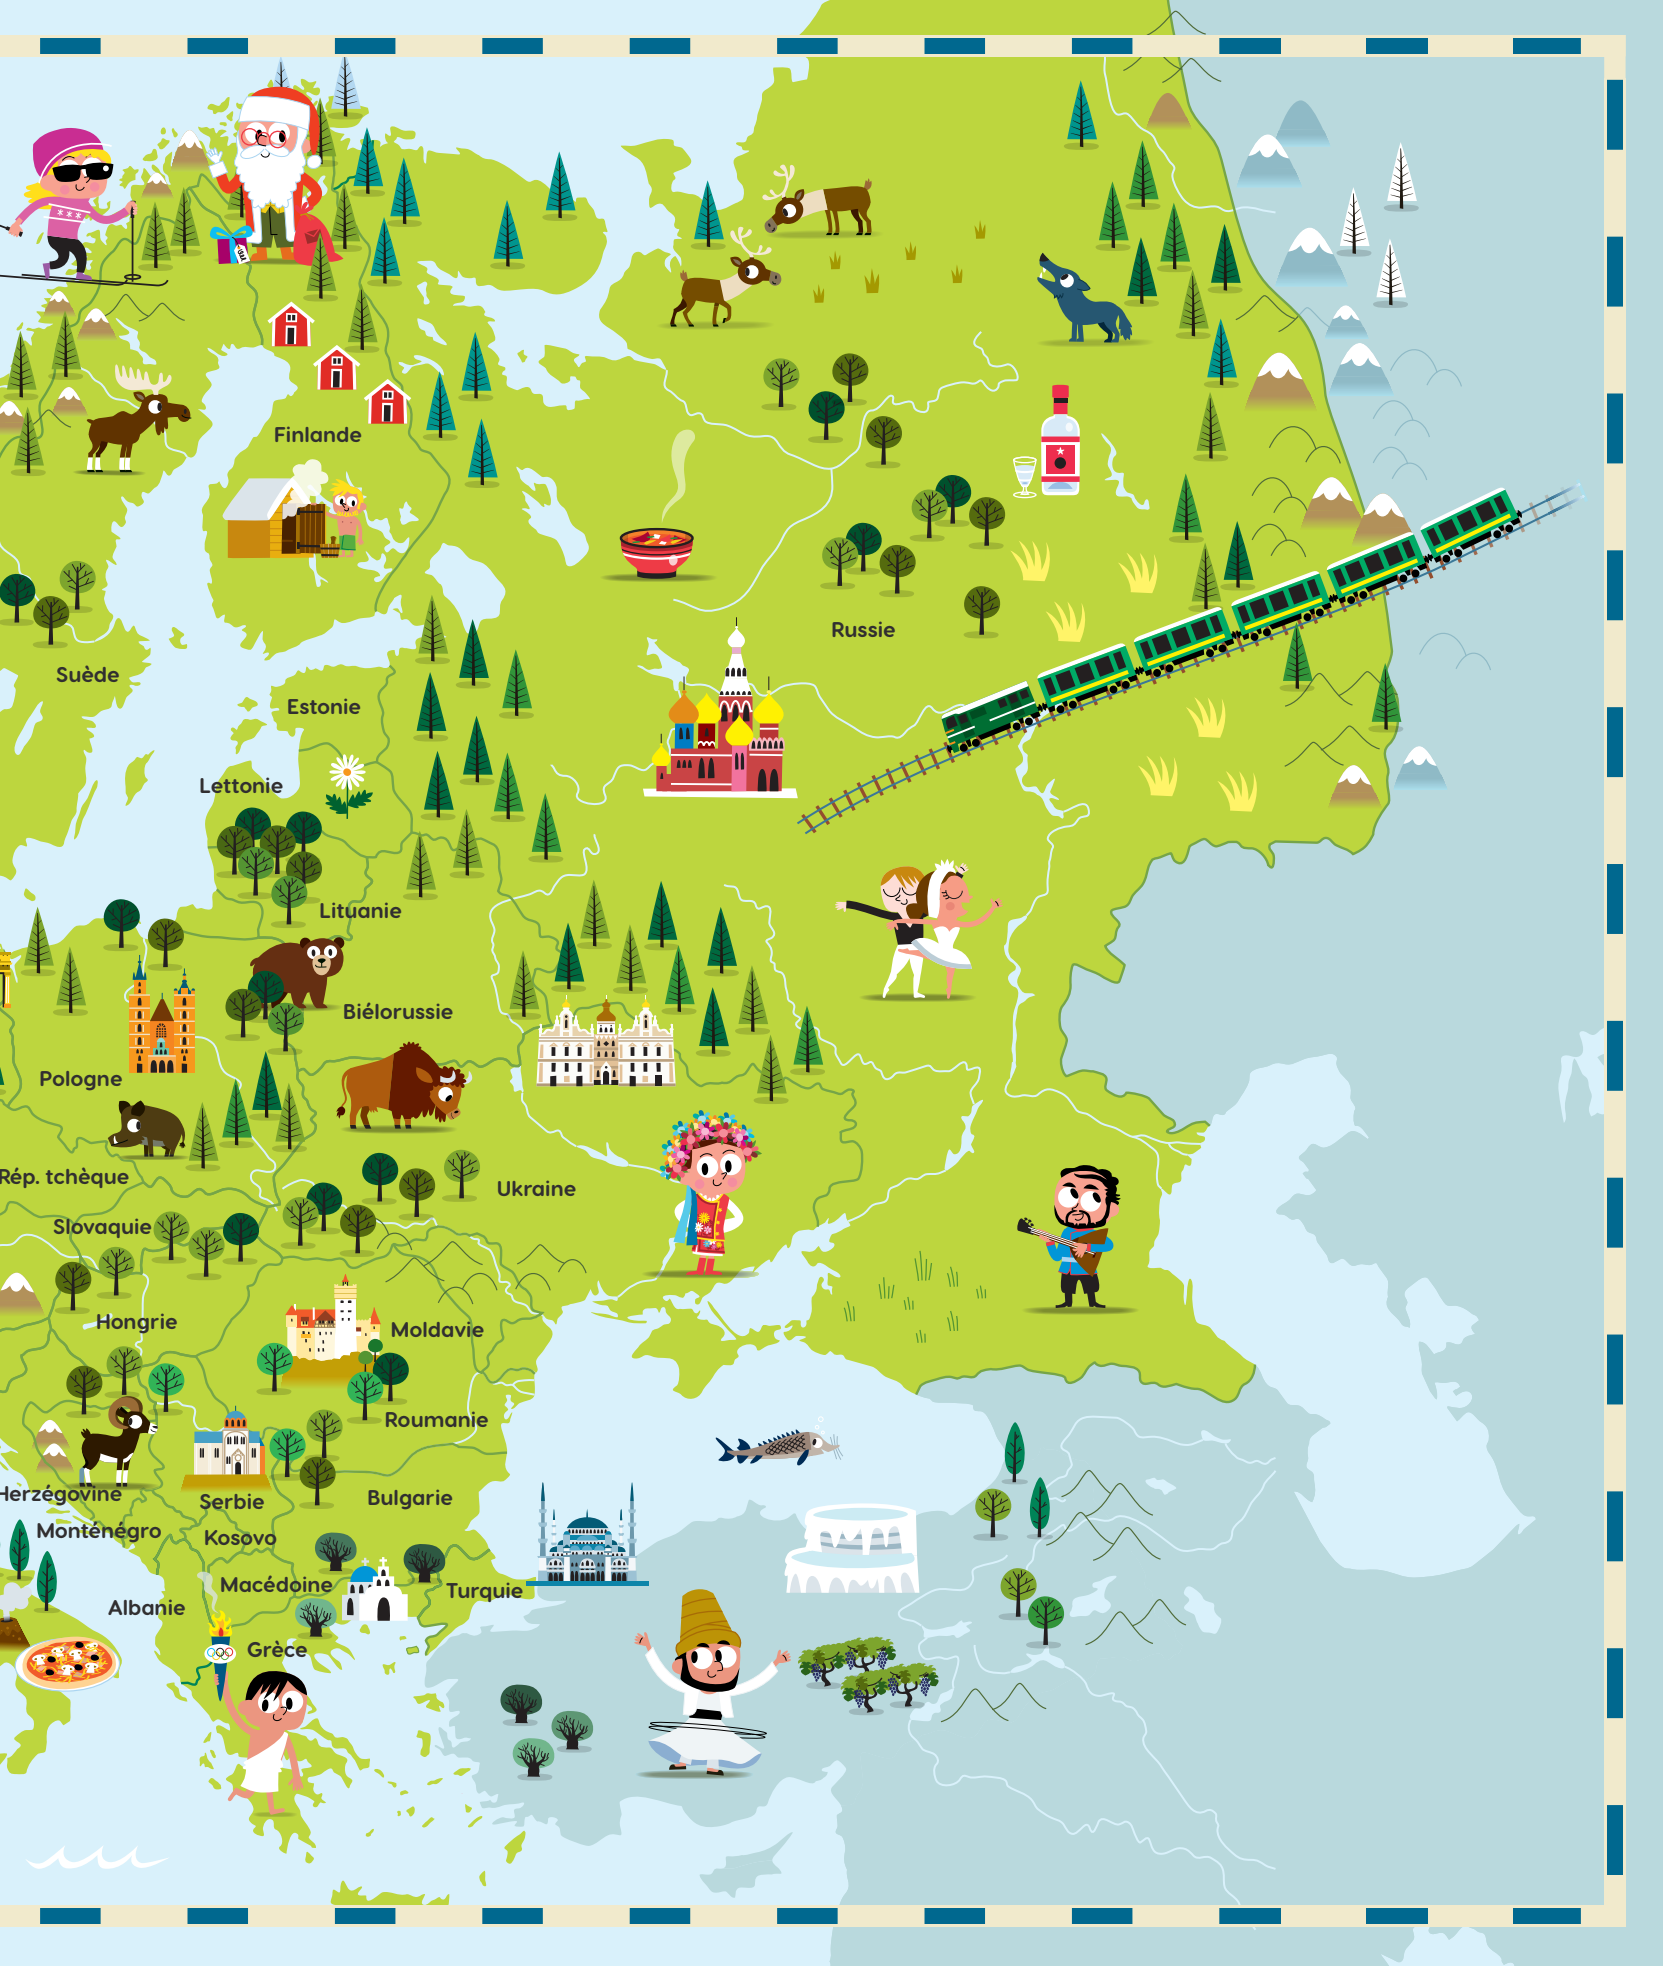 Finlande
Russie
Suède
Estonie
Lettonie
Lituanie
Biélorussie
Pologne
Rép. tchèque
Ukraine
Slovaquie
Hongrie
Moldavie
Roumanie
Herzégovine
Serbie
Bulgarie
Monténégro
Kosovo
Macédoine
Turquie
Albanie
Grèce